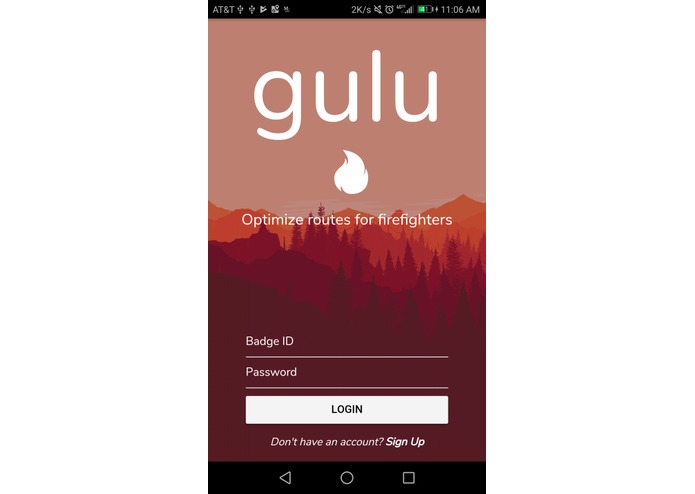 AT&T 2K/s 11:06 AM
gulu
Optimize routes for firefighters
Badge ID
Password
LOGIN
Don't have an account? Sign Up